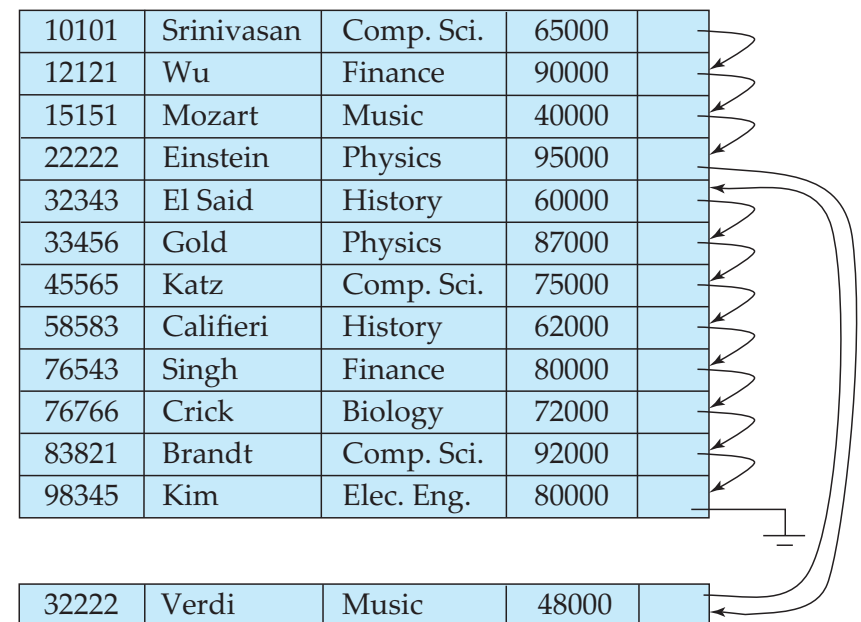 10101 Srinivasan Comp. Sci. 65000
12121 Wu Finance 90000
15151 Mozart Music 40000
22222 Einstein Physics 95000
32343 El Said History 60000
33456 Gold Physics 87000
45565 Katz Comp. Sci. 75000
58583 Califieri History 62000
76543 Singh Finance 80000
76766 Crick Biology 72000
83821 Brandt Comp. Sci. 92000
98345 Kim Elec. Eng. 80000
32222 Verdi Music 48000